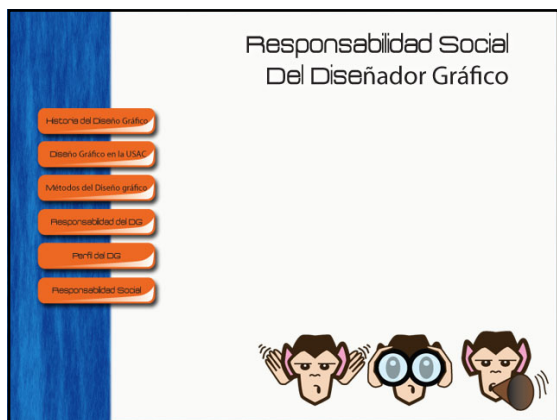 Responsabilidad Social
Del Diseñador Gráfico
Historia del Diseño Gráfico
Diseño Gráfico en la USAC
Métodos del Diseño gráfico
Responsabilidad del DG
Perfil del DG
Responsabilidad Social